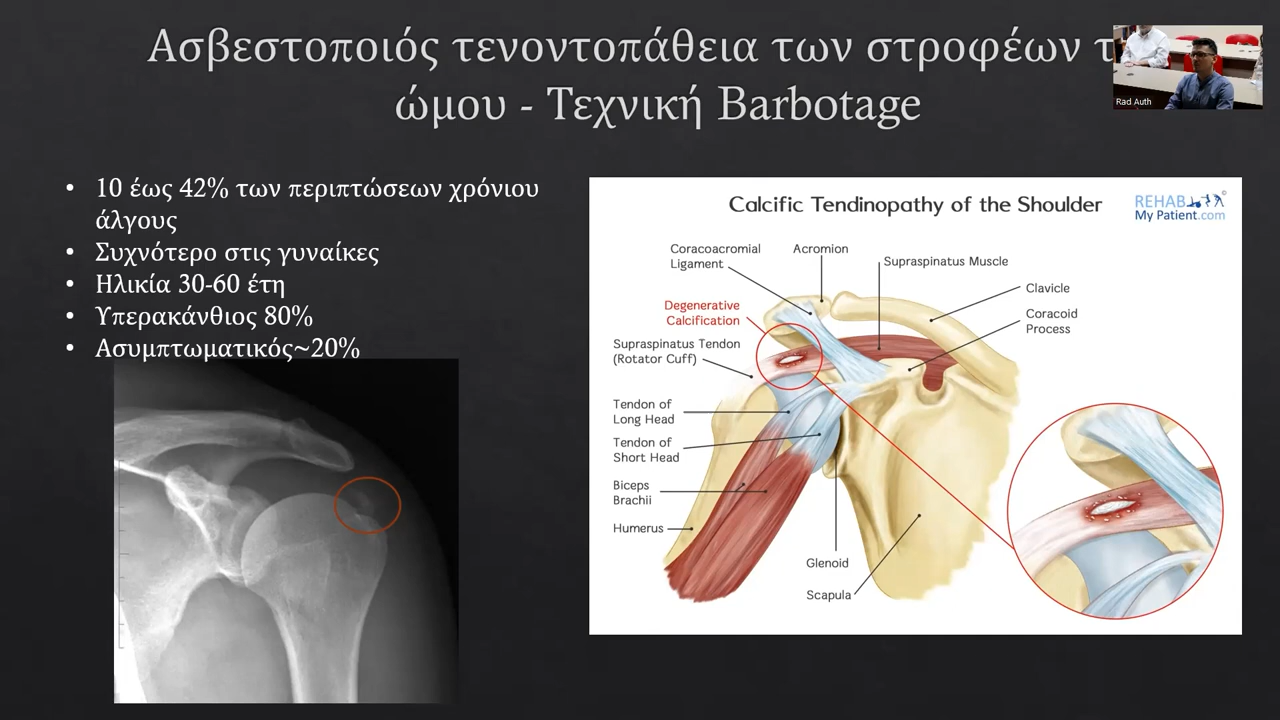 Ασβεστοποιός τενοντοπάθεια των στροφέων
ώμου - Τεχνική Barbotage
Rad Auth
• 10 έως 42% των περιπτώσεων χρόνιου
άλγους
• Συχνότερο στις γυναίκες
• Ηλικία 30-60 έτη
• Υπερακάνθιος 80%
• Ασυμπτωματικός~20%
Calcific Tendinopathy of the Shoulder
REHAB
My Patient.com
©
Coracoacromial
Ligament
Acromion
Supraspinatus Muscle
Clavicle
Degenerative
Calcification
Coracoid
Process
Supraspinatus Tendon
(Rotator Cuff)
Tendon of
Long Head
Tendon of
Short Head
Biceps
Brachii
Humerus
Glenoid
Scapula